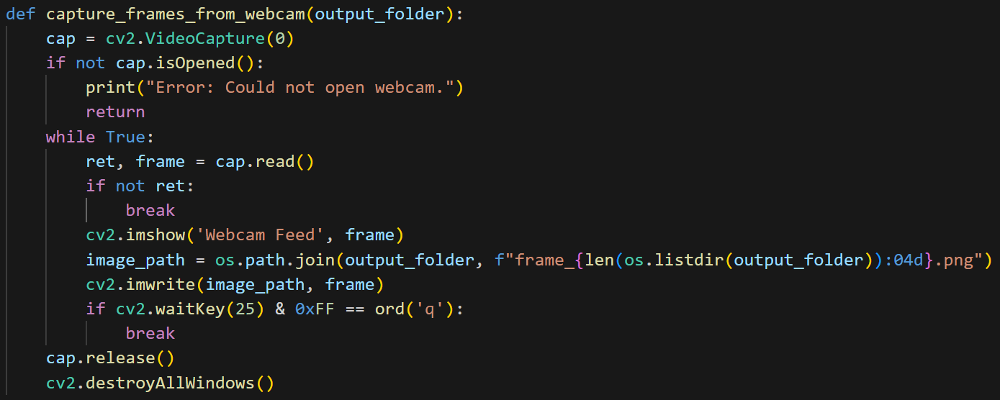 def capture_frames_from_webcam(output_folder):
    cap = cv2.VideoCapture(0)
    if not cap.isOpened():
        print("Error: Could not open webcam.")
        return
    while True:
        ret, frame = cap.read()
        if not ret:
            break
        cv2.imshow('Webcam Feed', frame)
        image_path = os.path.join(output_folder, f"frame_{len(os.listdir(output_folder)):04d}.png")
        cv2.imwrite(image_path, frame)
        if cv2.waitKey(25) & 0xFF == ord('q'):
            break
    cap.release()
    cv2.destroyAllWindows()